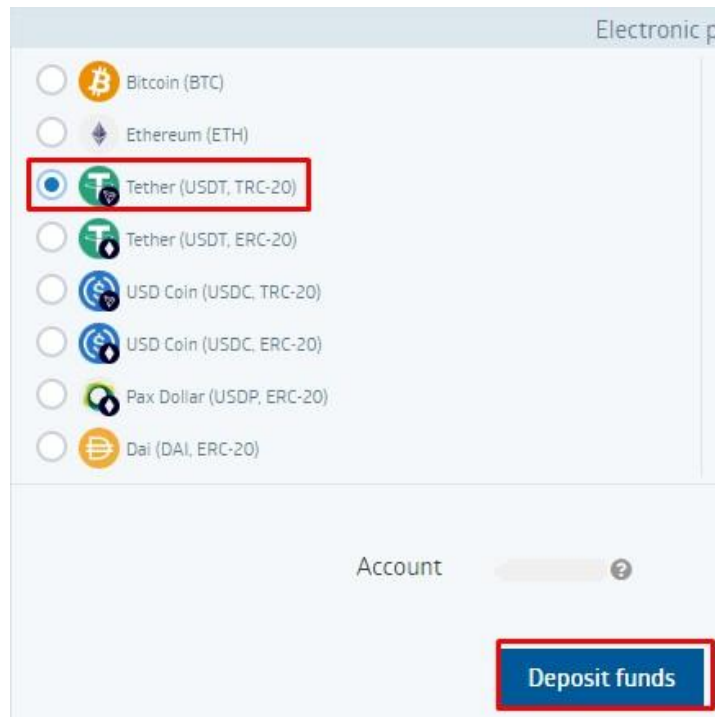 Electronic p
Bitcoin (BTC)
Ethereum (ETH)
Tether (USDT, TRC-20)
Tether (USDT, ERC-20)
USD Coin (USDC, TRC-20)
USD Coin (USDC, ERC-20)
Pax Dollar (USDP, ERC-20)
Dai (DAI, ERC-20)
Account
Deposit funds